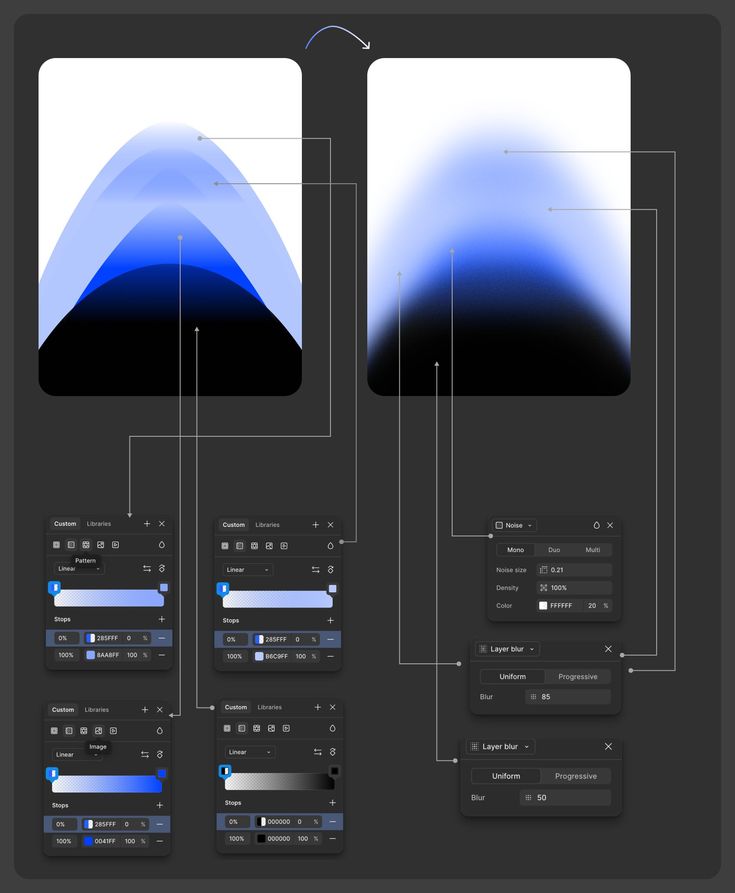 Custom Libraries
Pattern
Linear
Stops
0% 285FFF 0 %
100% 8AA8FF 100 %
Custom Libraries
Linear
Stops
0% 285FFF 0 %
100% B6C9FF 100 %
Noise
Mono Duo Multi
Noise size 0.21
Density 100%
Color FFFFFF 20 %
Layer blur
Uniform Progressive
Blur 85
Custom Libraries
Image
Linear
Stops
0% 285FFF 0 %
100% 0041FF 100 %
Custom Libraries
Linear
Stops
0% 000000 0 %
100% 000000 100 %
Layer blur
Uniform Progressive
Blur 50